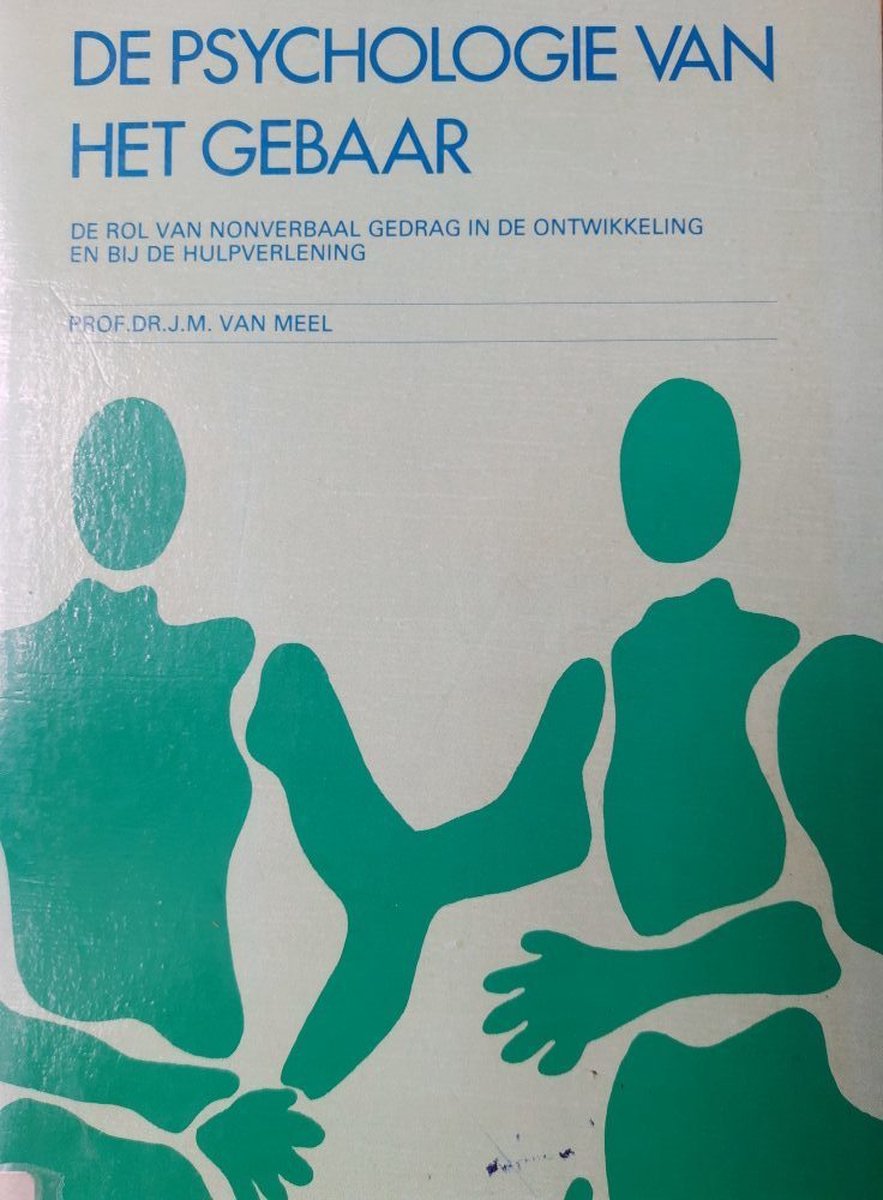 DE PSYCHOLOGIE VAN
HET GEBAAR
DE ROL VAN NONVERBAAL GEDRAG IN DE ONTWIKKELING
EN BIJ DE HULPVERLENING
PROF.DR.J.M. VAN MEEL